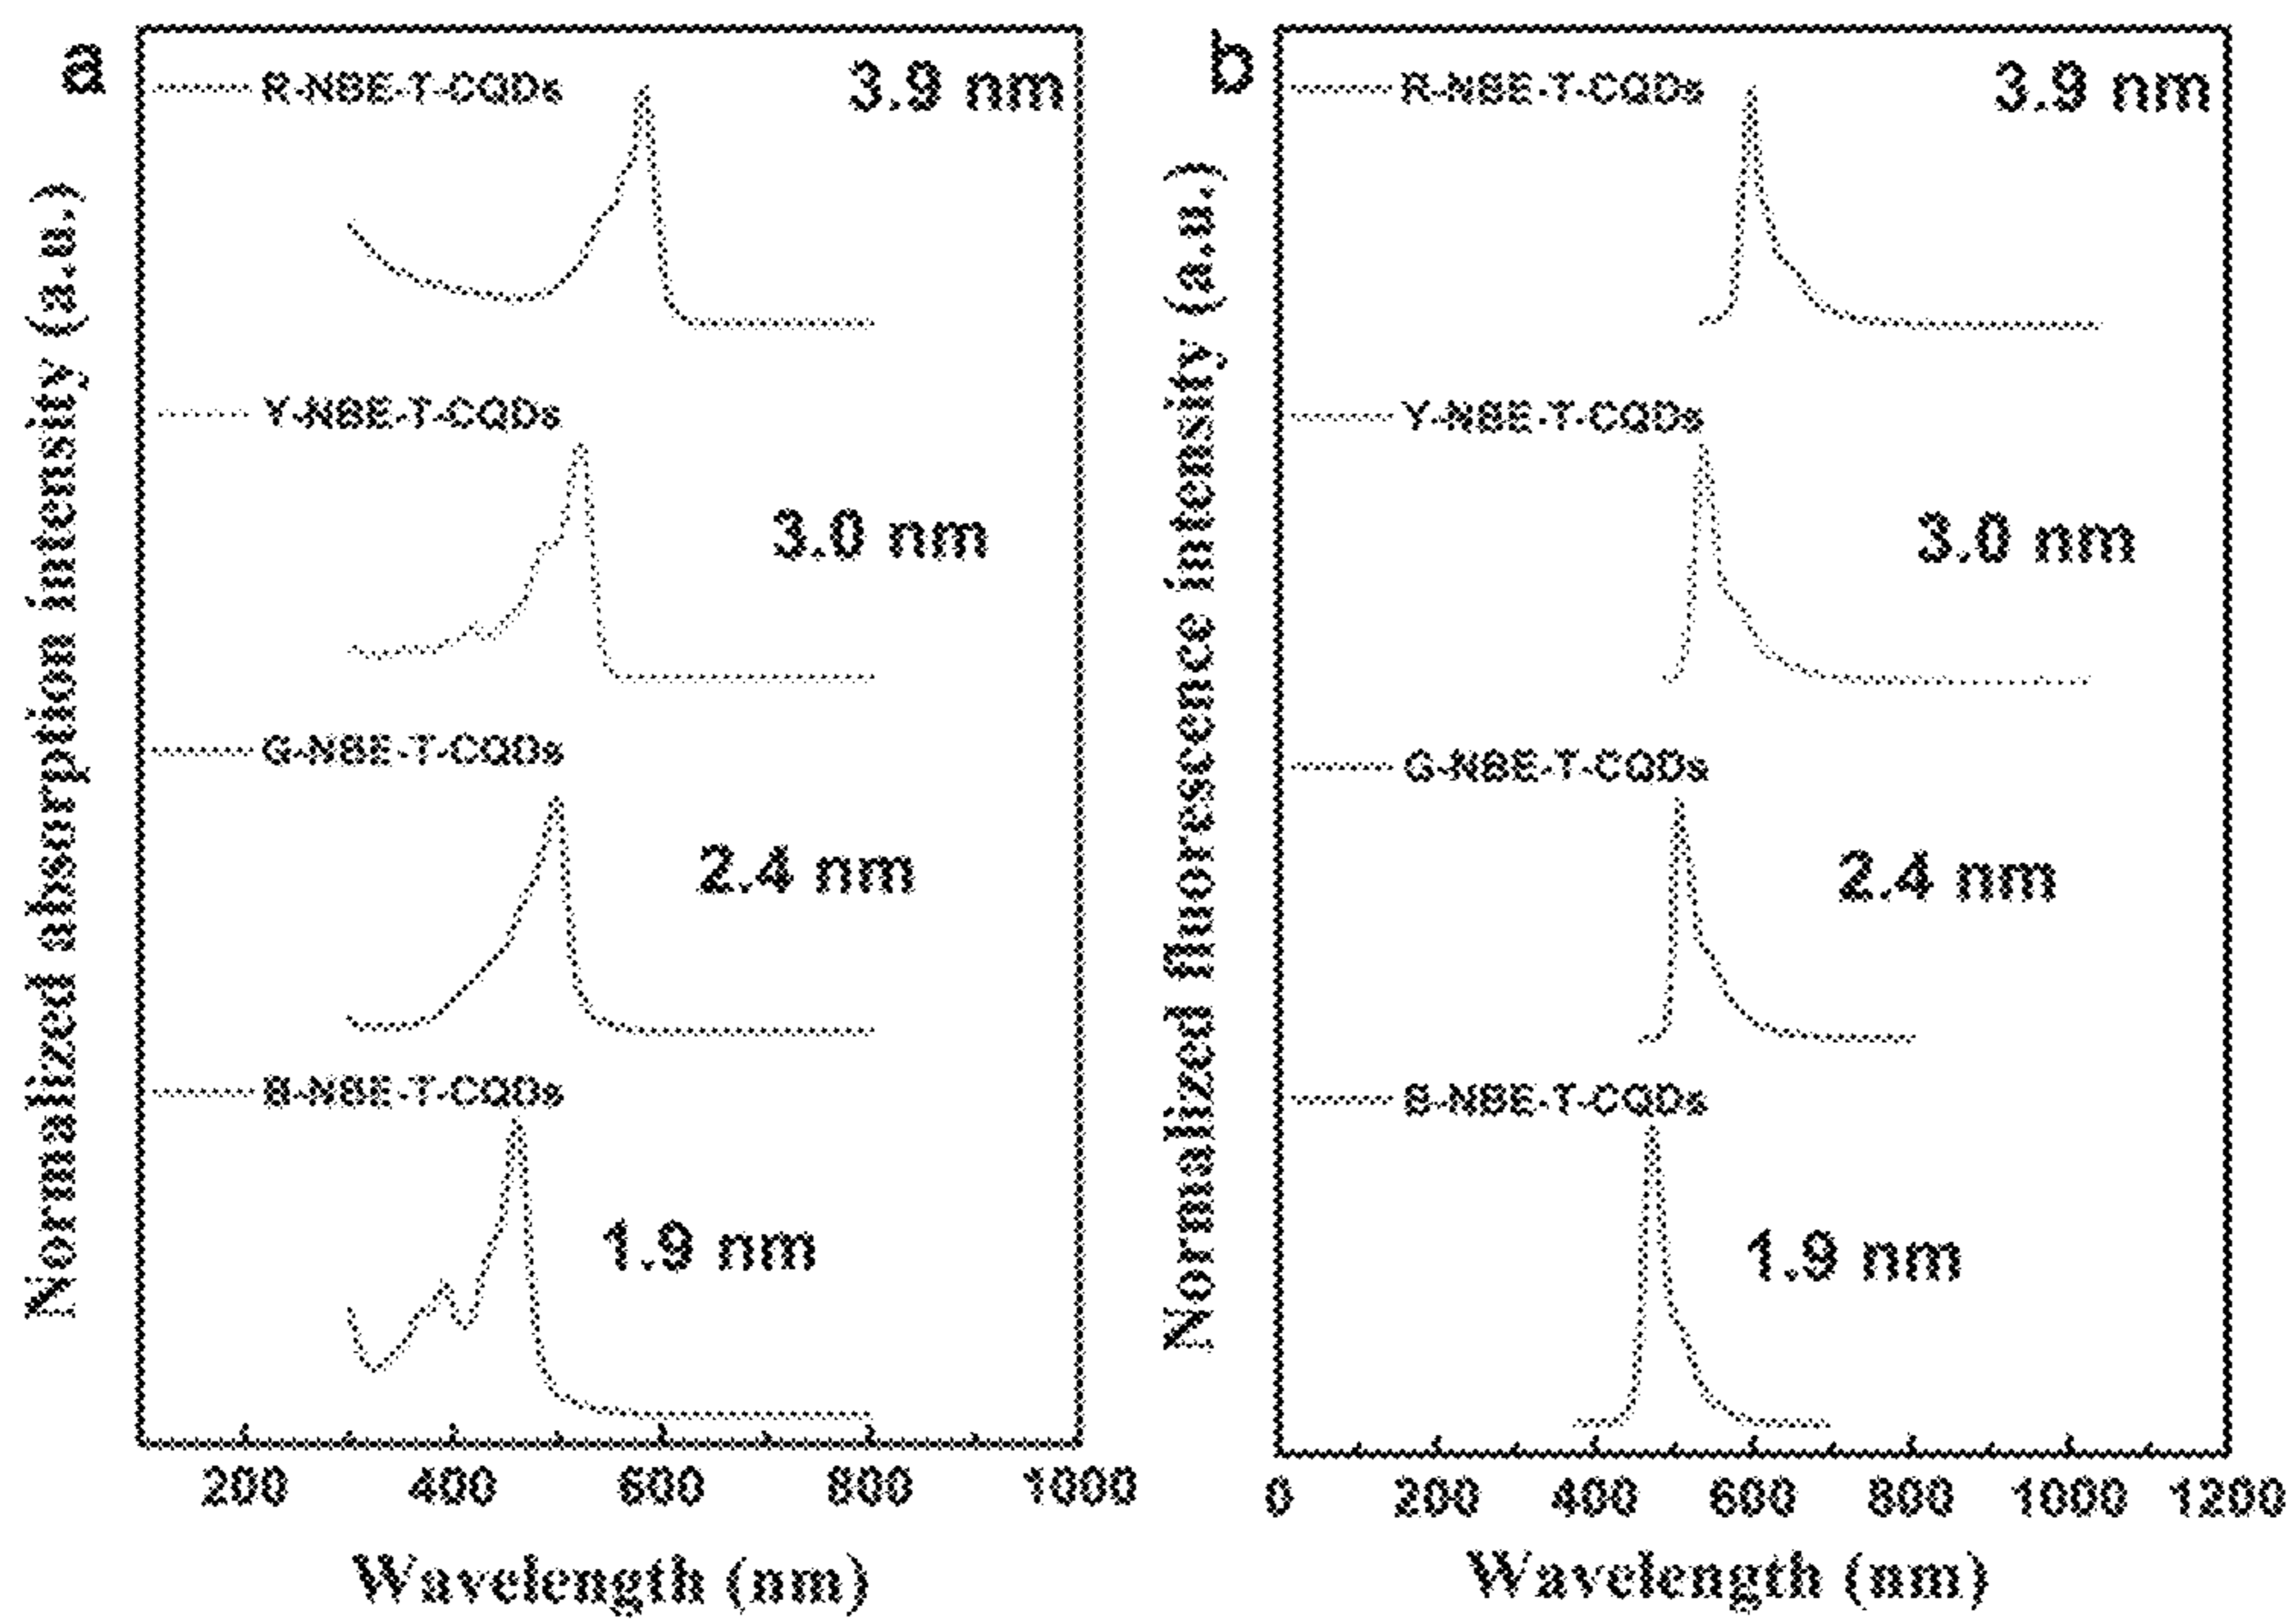 a
Normalized absorption intensity (a.u.)
R-NBE-T-CQDs
3.9 nm
Y-NBE-T-CQDs
3.0 nm
G-NBE-T-CQDs
2.4 nm
B-NBE-T-CQDs
1.9 nm
200 400 600 800 1000
Wavelength (nm)
b
Normalized fluorescence intensity (a.u.)
R-NBE-T-CQDs
3.9 nm
Y-NBE-T-CQDs
3.0 nm
G-NBE-T-CQDs
2.4 nm
B-NBE-T-CQDs
1.9 nm
0 200 400 600 800 1000 1200
Wavelength (nm)